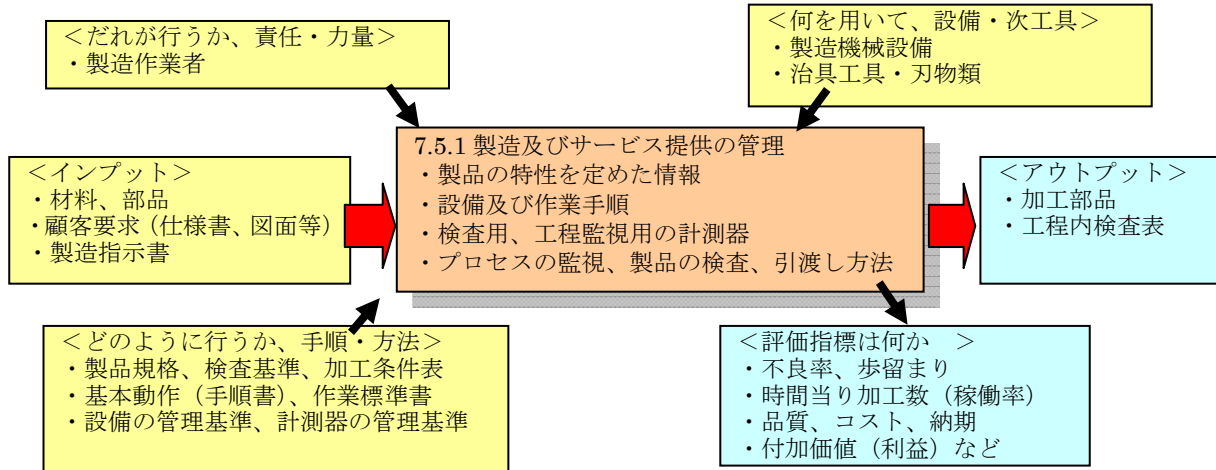 ＜だれが行うか、責任・力量＞
・製造作業者
＜何を用いて、設備・次工具＞
・製造機械設備
・治具工具・刃物類
7.5.1 製造及びサービス提供の管理
・製品の特性を定めた情報
・設備及び作業手順
・検査用、工程監視用の計測器
・プロセスの監視、製品の検査、引渡し方法
＜インプット＞
・材料、部品
・顧客要求（仕様書、図面等）
・製造指示書
＜アウトプット＞
・加工部品
・工程内検査表
＜どのように行うか、手順・方法＞
・製品規格、検査基準、加工条件表
・基本動作（手順書）、作業標準書
・設備の管理基準、計測器の管理基準
＜評価指標は何か　＞
・不良率、歩留まり
・時間当り加工数（稼働率）
・品質、コスト、納期
・付加価値（利益）など